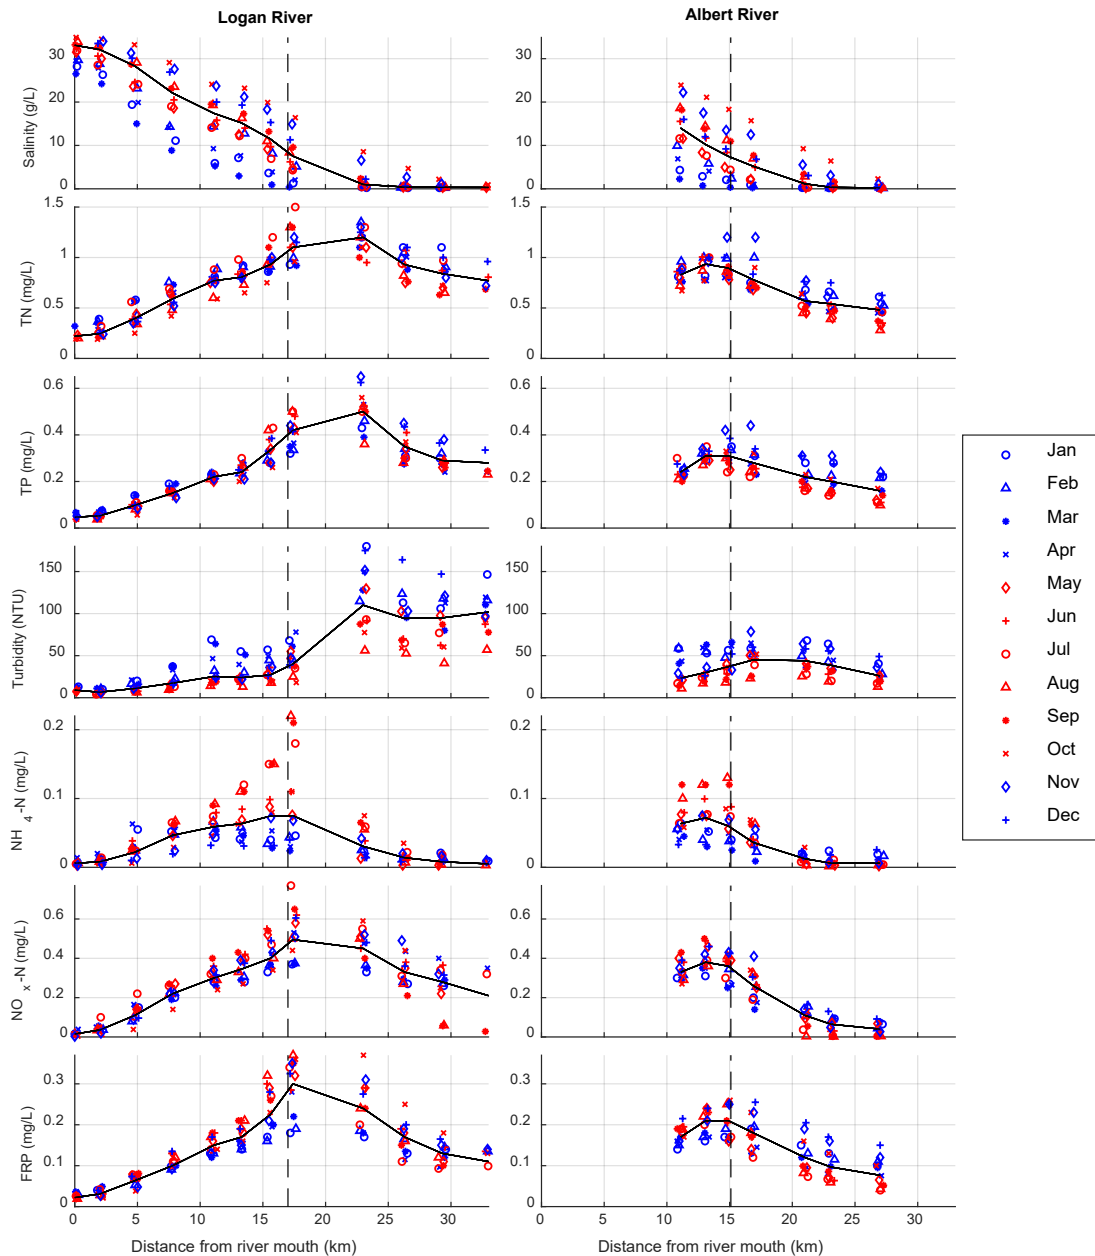 Logan River
Albert River
Salinity (g/L)
30
20
10
0
30
20
10
0
TN (mg/L)
1.5
1
0.5
0
1.5
1
0.5
0
TP (mg/L)
0.6
0.4
0.2
0
0.6
0.4
0.2
0
Turbidity (NTU)
150
100
50
0
150
100
50
0
NH 4 -N (mg/L)
0.2
0.1
0
0.2
0.1
0
NO x -N (mg/L)
0.6
0.4
0.2
0
0.6
0.4
0.2
0
FRP (mg/L)
0.3
0.2
0.1
0
0.3
0.2
0.1
0
0 5 10 15 20 25 30
0 5 10 15 20 25 30
Distance from river mouth (km)
Distance from river mouth (km)
Jan
Feb
Mar
Apr
May
Jun
Jul
Aug
Sep
Oct
Nov
Dec